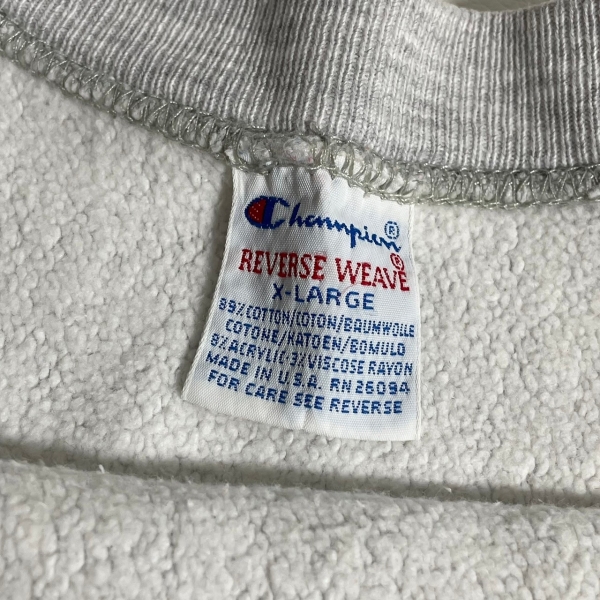 Champion®
REVERSE WEAVE®
X-LARGE
89% COTTON/COTON/BAUMWOLLE
COTONE/KATOEN/BOMULD
8% ACRYLIC-3% VISCOSE RAYON
MADE IN U.S.A. RN 26094
FOR CARE SEE REVERSE